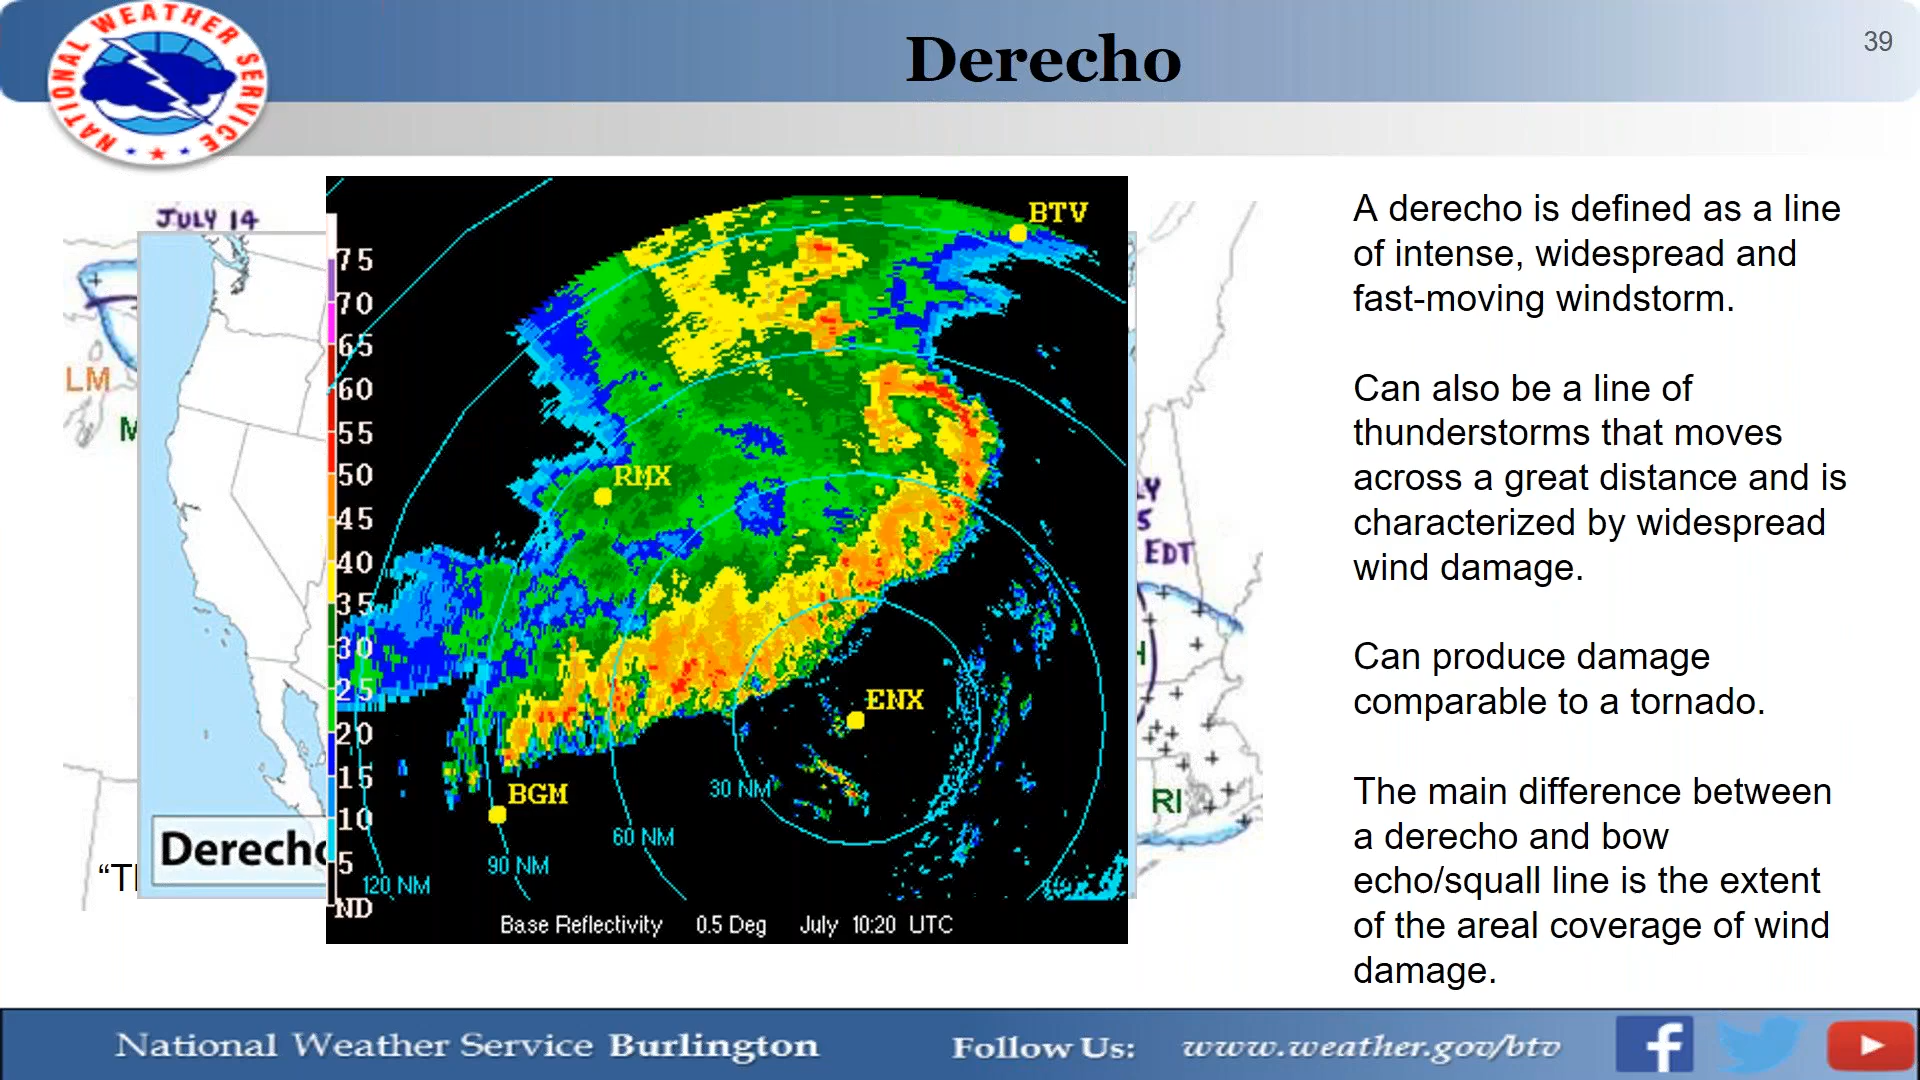 NATIONAL WEATHER SERVICE
Derecho
39
JULY 14
LM
75
70
65
60
55
50
45
40
35
30
25
20
15
10
5
ND
BTV
RMX
ENX
BGM
30 NM
60 NM
90 NM
120 NM
Base Reflectivity 0.5 Deg July 10:20 UTC
EDT
RI
Derecho
A derecho is defined as a line
of intense, widespread and
fast-moving windstorm.
Can also be a line of
thunderstorms that moves
across a great distance and is
characterized by widespread
wind damage.
Can produce damage
comparable to a tornado.
The main difference between
a derecho and bow
echo/squall line is the extent
of the areal coverage of wind
damage.
National Weather Service Burlington
Follow Us: www.weather.gov/btv